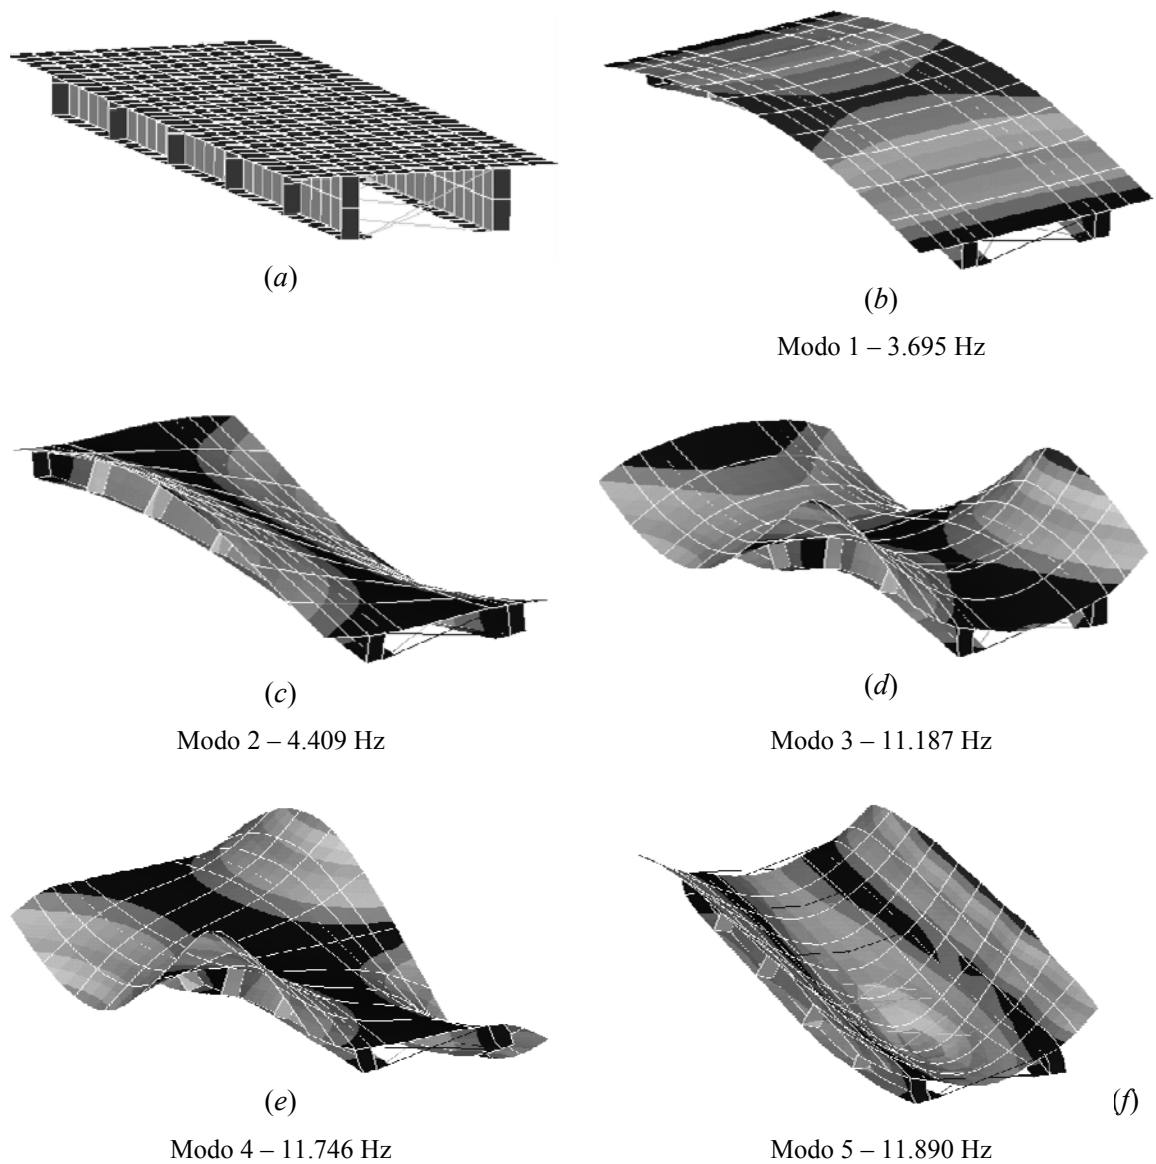 (a)
(b)
Modo 1 – 3.695 Hz
(c)
(d)
Modo 2 – 4.409 Hz
Modo 3 – 11.187 Hz
(e)
(f)
Modo 4 – 11.746 Hz
Modo 5 – 11.890 Hz